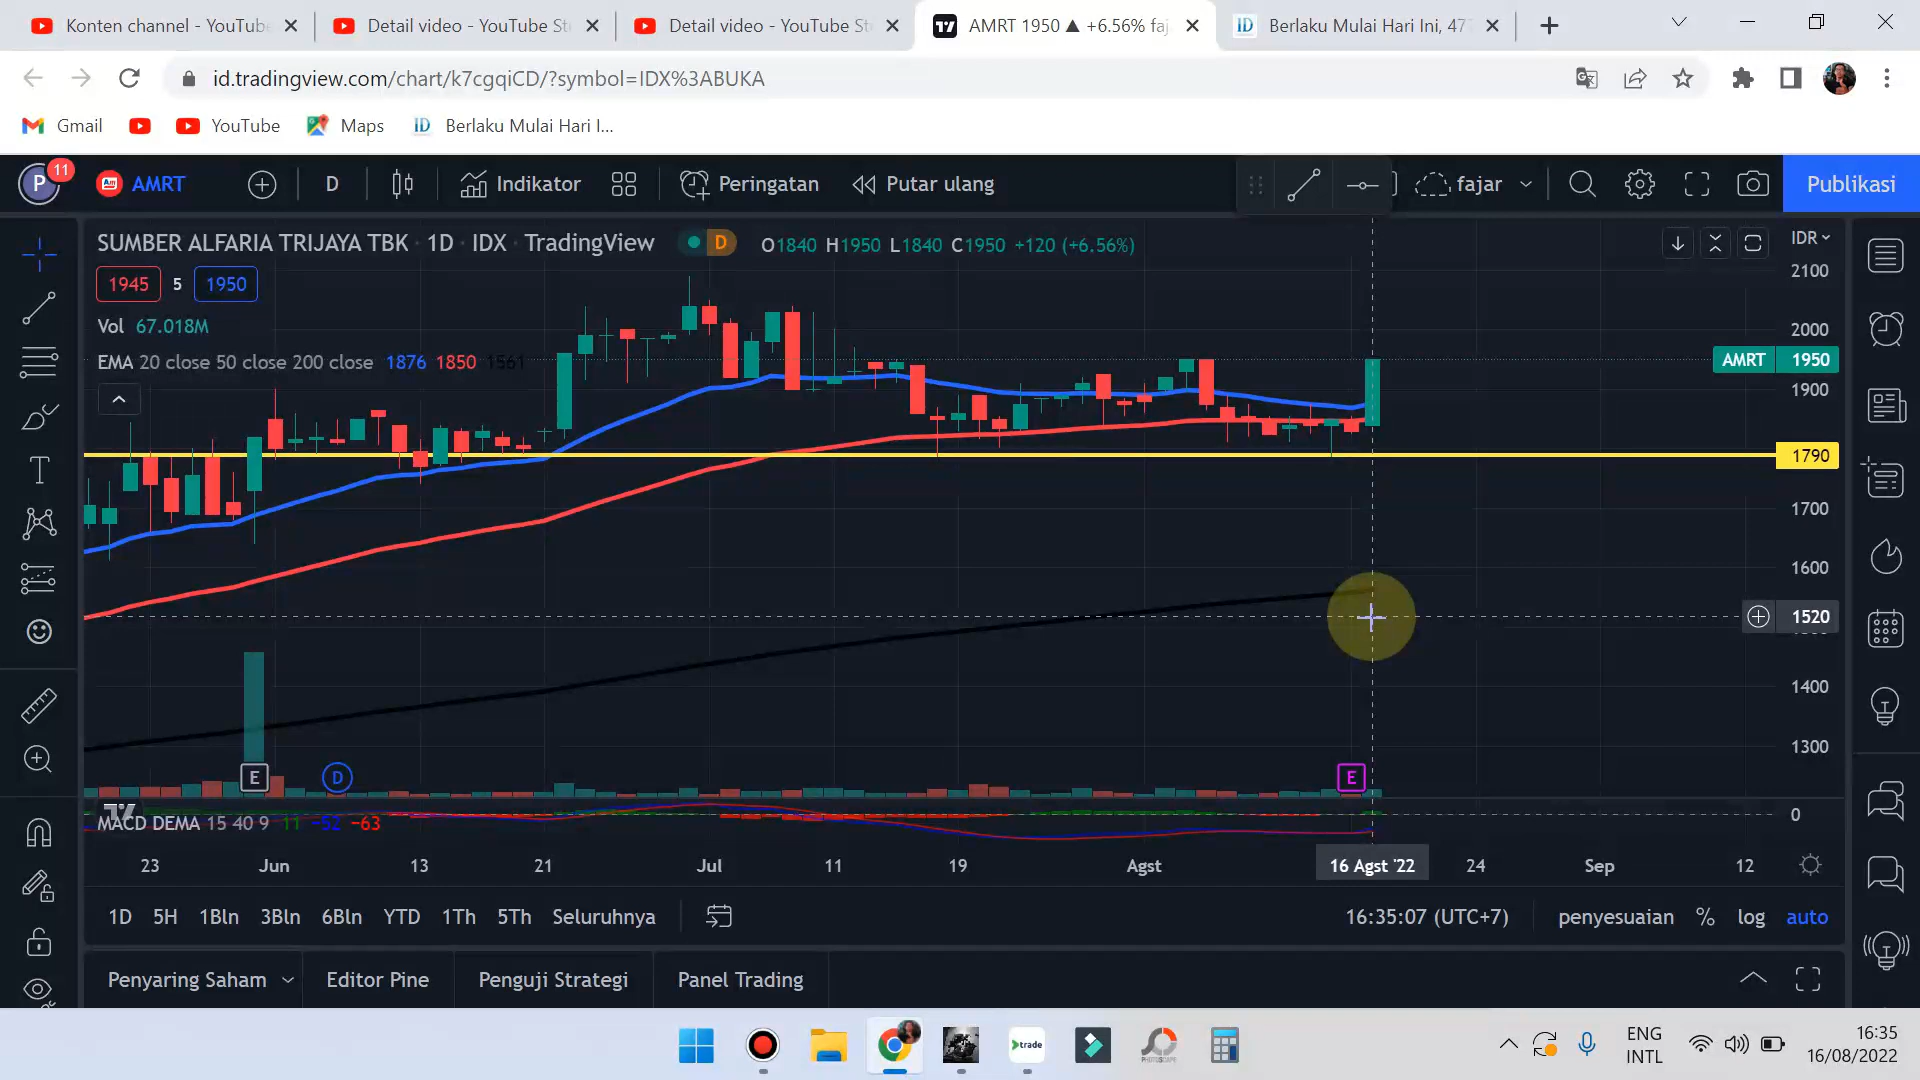 Konten channel - YouTube
Detail video - YouTube St
Detail video - YouTube St
AMRT 1950 ▲ +6.56% faj
Berlaku Mulai Hari Ini, 477
id.tradingview.com/chart/k7cgqiCD/?symbol=IDX%3ABUKA
Gmail
YouTube
Maps
Berlaku Mulai Hari I...
P
11
AMRT
D
Indikator
Peringatan
Putar ulang
fajar
Publikasi
SUMBER ALFARIA TRIJAYA TBK · 1D · IDX · TradingView
D
O1840 H1950 L1840 C1950 +120 (+6.56%)
IDR
1945 5 1950
Vol 67.018M
EMA 20 close 50 close 200 close 1876 1850 1561
2100
2000
AMRT 1950
1900
1790
1700
1600
1520
1400
1300
E
D
E
MACD DEMA 15 40 9 11 −52 −63
0
23 Jun 13 21 Jul 11 19 Agst 16 Agst '22 24 Sep 12
1D 5H 1Bln 3Bln 6Bln YTD 1Th 5Th Seluruhnya
16:35:07 (UTC+7)
penyesuaian % log auto
Penyaring Saham
Editor Pine
Penguji Strategi
Panel Trading
trade
PHOTOSCAPE
ENG
INTL
16:35
16/08/2022